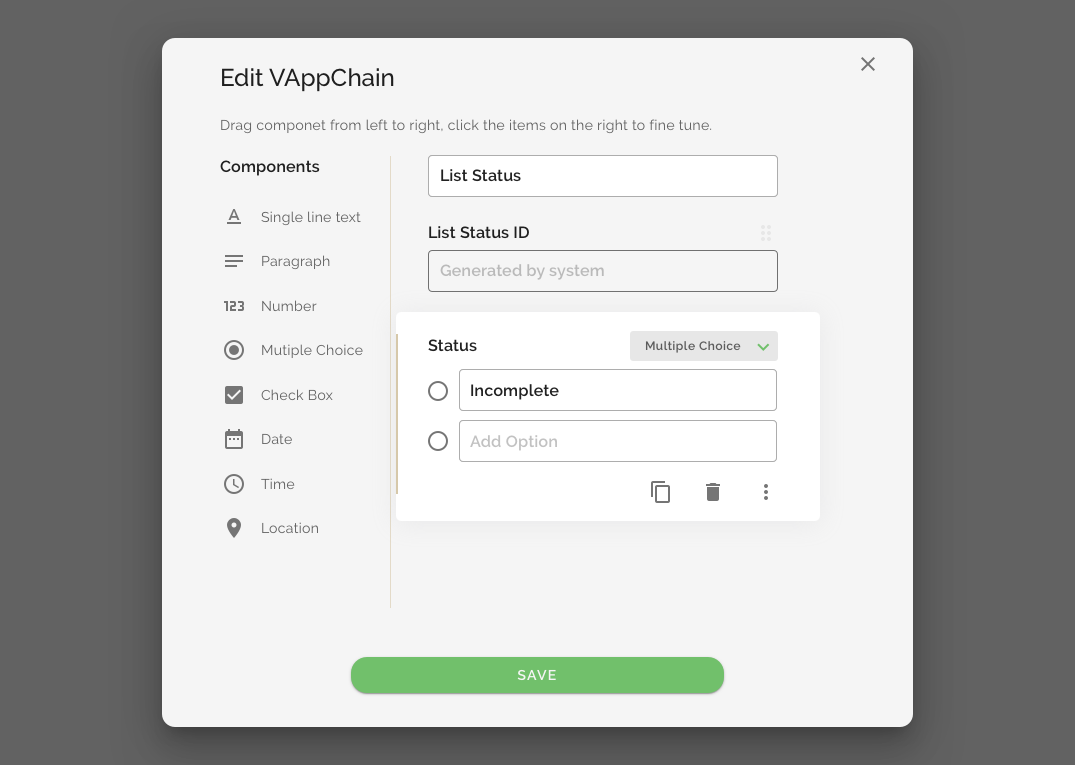 Edit VAppChain
Drag componet from left to right, click the items on the right to fine tune.
Components
Single line text
Paragraph
123 Number
Mutiple Choice
Check Box
Date
Time
Location
List Status
List Status ID
Generated by system
Status
Multiple Choice
Incomplete
Add Option
SAVE